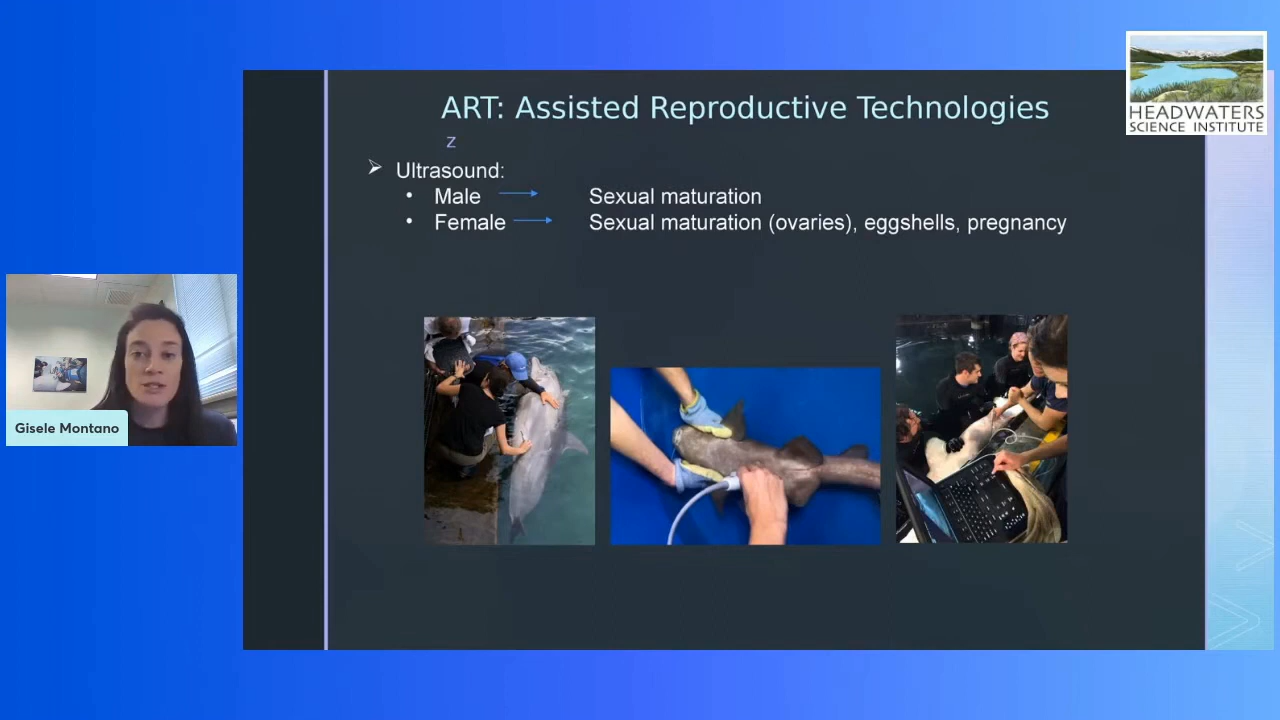 HEADWATERS
SCIENCE INSTITUTE
ART: Assisted Reproductive Technologies
z
Ultrasound:
Male Sexual maturation
Female Sexual maturation (ovaries), eggshells, pregnancy
Gisele Montano